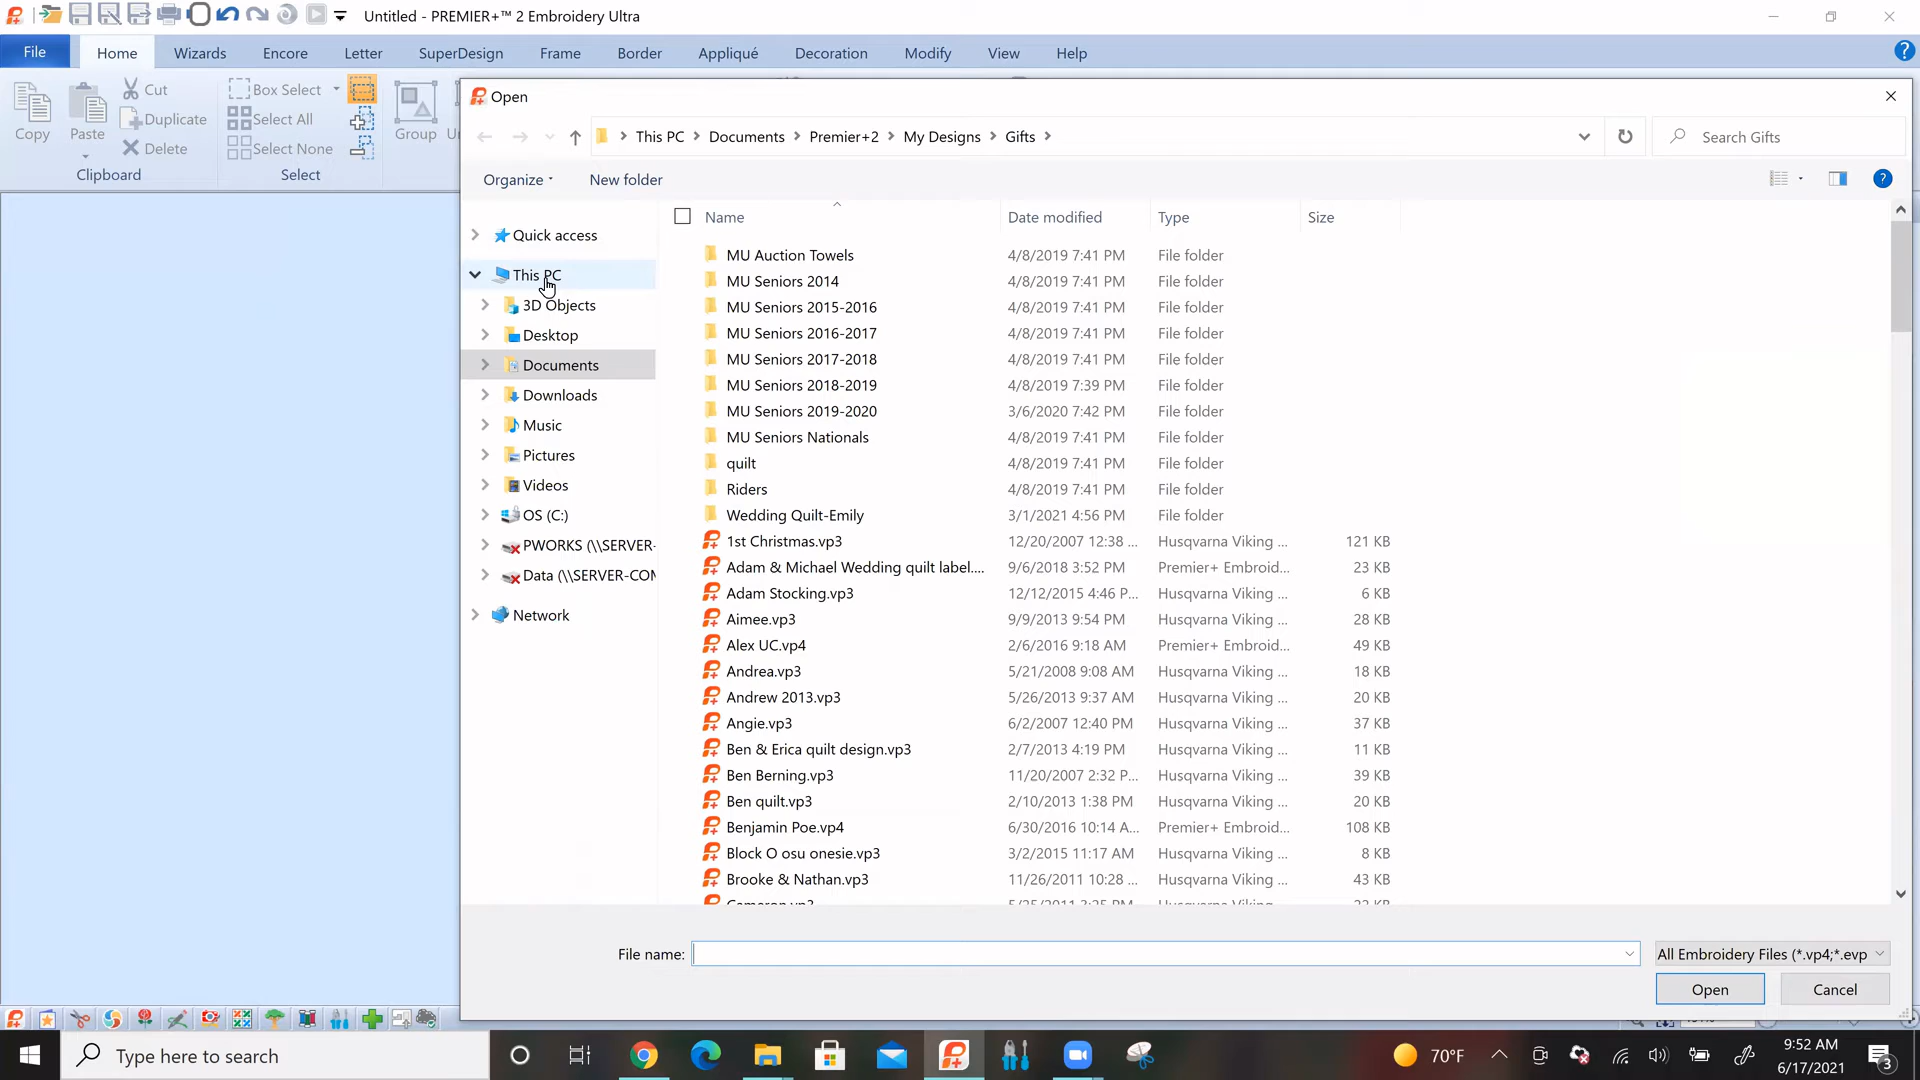 Untitled - PREMIER+™ 2 Embroidery Ultra
File Home Wizards Encore Letter SuperDesign Frame Border Appliqué Decoration Modify View Help
Copy
Paste
Cut
Duplicate
Delete
Clipboard
Box Select
Select All
Select None
Select
Group
Open
This PC Documents Premier+2 My Designs Gifts
Search Gifts
Organize New folder
Quick access
This PC
3D Objects
Desktop
Documents
Downloads
Music
Pictures
Videos
OS (C:)
PWORKS (\\SERVER-
Data (\\SERVER-COM
Network
Name Date modified Type Size
MU Auction Towels 4/8/2019 7:41 PM File folder
MU Seniors 2014 4/8/2019 7:41 PM File folder
MU Seniors 2015-2016 4/8/2019 7:41 PM File folder
MU Seniors 2016-2017 4/8/2019 7:41 PM File folder
MU Seniors 2017-2018 4/8/2019 7:41 PM File folder
MU Seniors 2018-2019 4/8/2019 7:39 PM File folder
MU Seniors 2019-2020 3/6/2020 7:42 PM File folder
MU Seniors Nationals 4/8/2019 7:41 PM File folder
quilt 4/8/2019 7:41 PM File folder
Riders 4/8/2019 7:41 PM File folder
Wedding Quilt-Emily 3/1/2021 4:56 PM File folder
1st Christmas.vp3 12/20/2007 12:38 ... Husqvarna Viking ... 121 KB
Adam & Michael Wedding quilt label.... 9/6/2018 3:52 PM Premier+ Embroid... 23 KB
Adam Stocking.vp3 12/12/2015 4:46 P... Husqvarna Viking ... 6 KB
Aimee.vp3 9/9/2013 9:54 PM Husqvarna Viking ... 28 KB
Alex UC.vp4 2/6/2016 9:18 AM Premier+ Embroid... 49 KB
Andrea.vp3 5/21/2008 9:08 AM Husqvarna Viking ... 18 KB
Andrew 2013.vp3 5/26/2013 9:37 AM Husqvarna Viking ... 20 KB
Angie.vp3 6/2/2007 12:40 PM Husqvarna Viking ... 37 KB
Ben & Erica quilt design.vp3 2/7/2013 4:19 PM Husqvarna Viking ... 11 KB
Ben Berning.vp3 11/20/2007 2:32 P... Husqvarna Viking ... 39 KB
Ben quilt.vp3 2/10/2013 1:38 PM Husqvarna Viking ... 20 KB
Benjamin Poe.vp4 6/30/2016 10:14 A... Premier+ Embroid... 108 KB
Block O osu onesie.vp3 3/2/2015 11:17 AM Husqvarna Viking ... 8 KB
Brooke & Nathan.vp3 11/26/2011 10:28 ... Husqvarna Viking ... 43 KB
File name:
All Embroidery Files (*.vp4;*.evp
Open Cancel
Type here to search
70°F
9:52 AM
6/17/2021
3